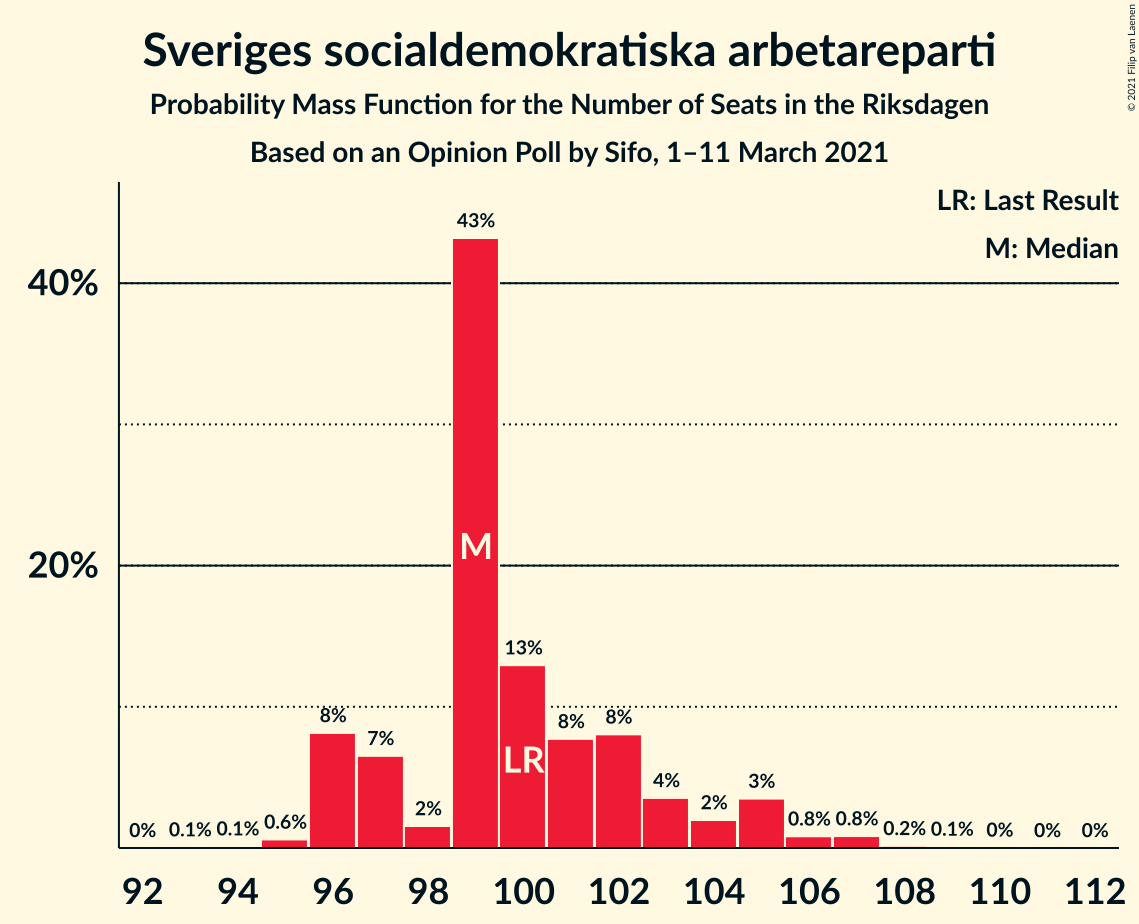 Sveriges socialdemokratiska arbetareparti
Probability Mass Function for the Number of Seats in the Riksdagen
Based on an Opinion Poll by Sifo, 1–11 March 2021
© 2021 Filip van Laenen
LR: Last Result
M: Median
40%
20%
0% 0.1% 0.1% 0.6% 8% 7% 2% 43% 13% 8% 8% 4% 2% 3% 0.8% 0.8% 0.2% 0.1% 0% 0% 0%
M
LR
92 94 96 98 100 102 104 106 108 110 112